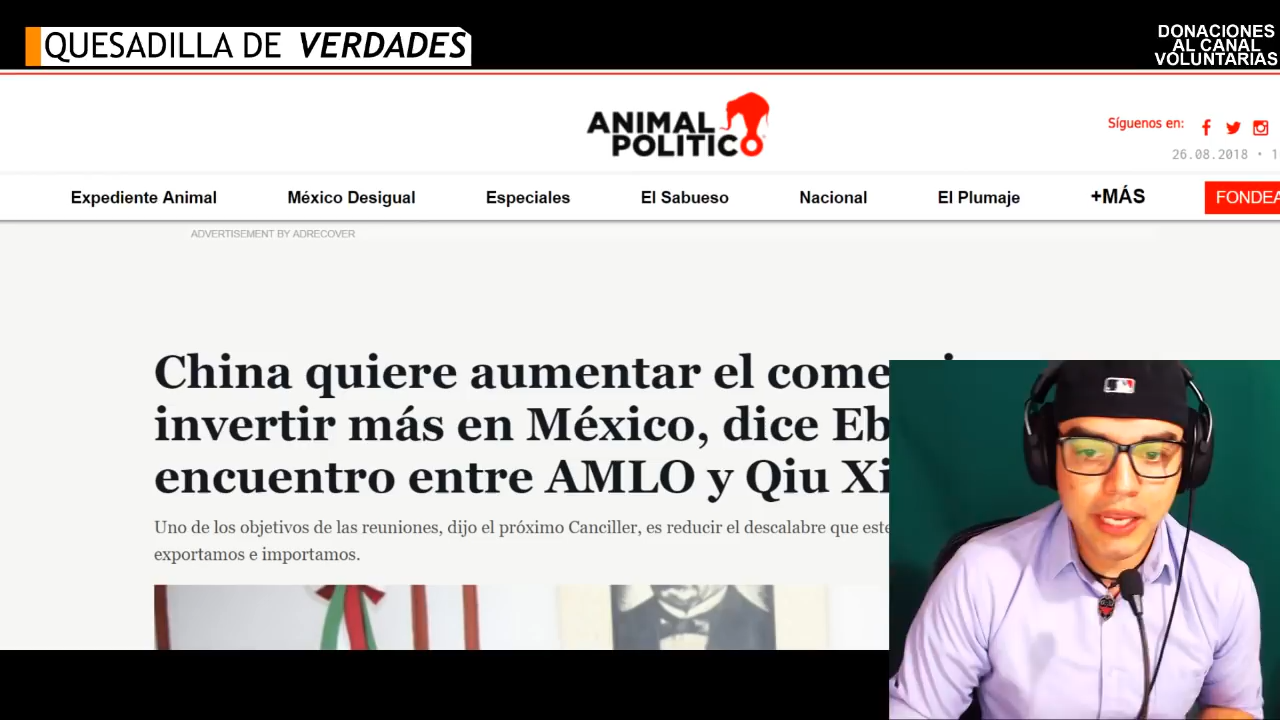 QUESADILLA DE VERDADES
DONACIONES
AL CANAL
VOLUNTARIAS
ANIMAL
POLITICO
Síguenos en:
26.08.2018 • 1
Expediente Animal México Desigual Especiales El Sabueso Nacional El Plumaje +MÁS FONDEA
ADVERTISEMENT BY ADRECOVER
China quiere aumentar el come
invertir más en México, dice Eb
encuentro entre AMLO y Qiu Xi
Uno de los objetivos de las reuniones, dijo el próximo Canciller, es reducir el descalabre que este
exportamos e importamos.